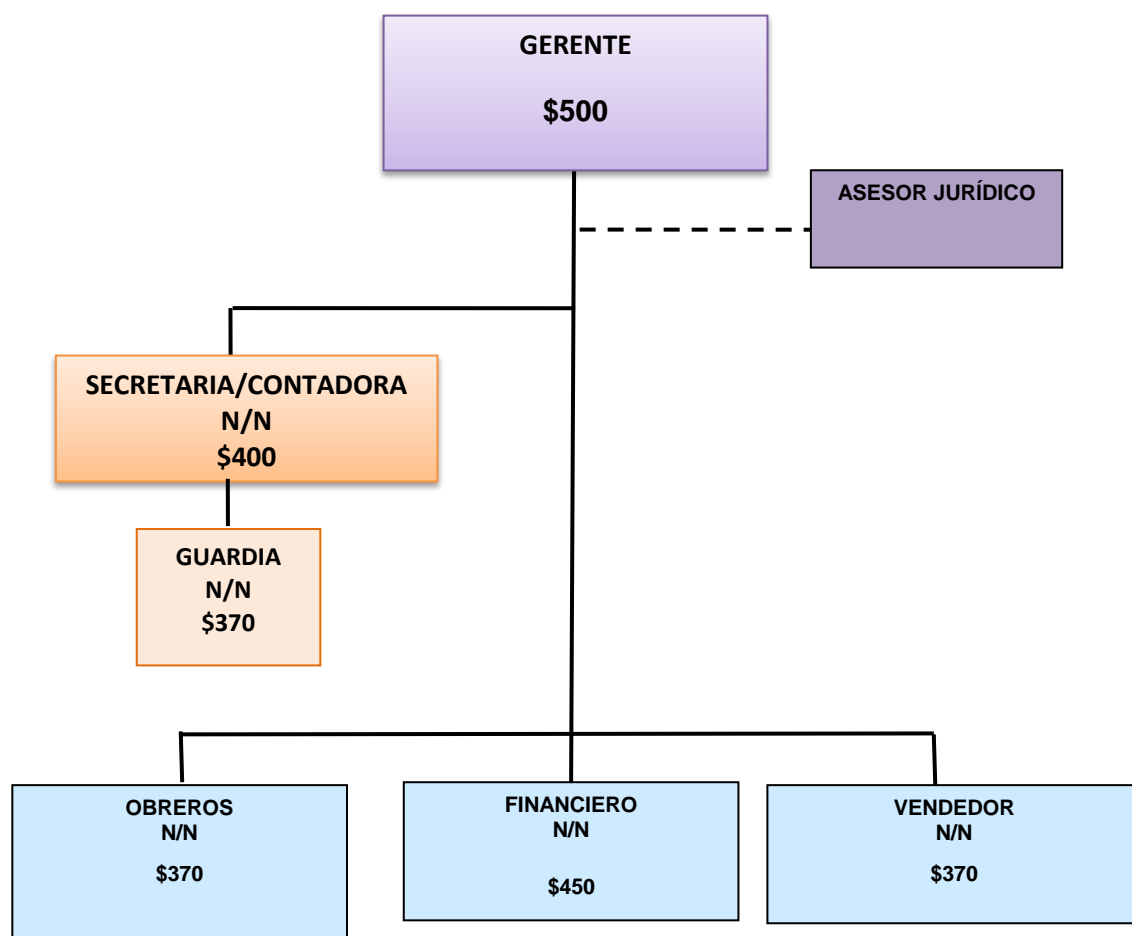 GERENTE
$500
ASESOR JURÍDICO
SECRETARIA/CONTADORA
N/N
$400
GUARDIA
N/N
$370
OBREROS
N/N
$370
FINANCIERO
N/N
$450
VENDEDOR
N/N
$370